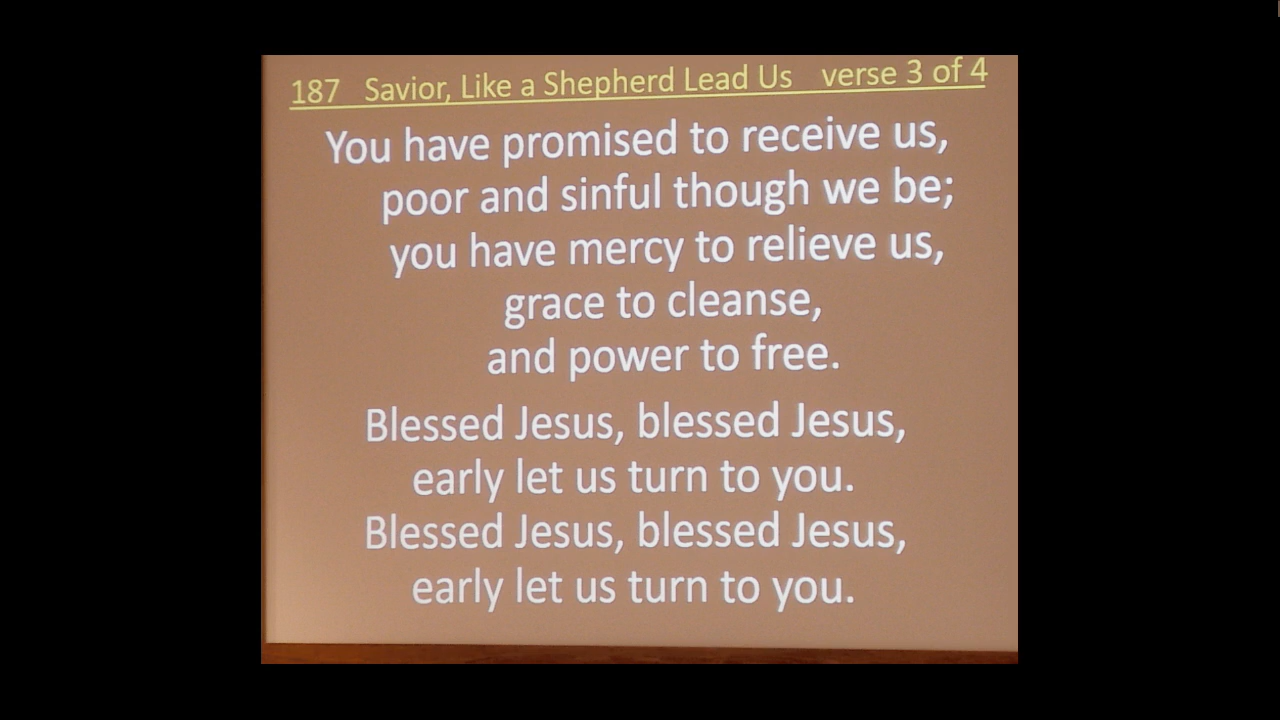 187 Savior, Like a Shepherd Lead Us verse 3 of 4
You have promised to receive us,
poor and sinful though we be;
you have mercy to relieve us,
grace to cleanse,
and power to free.
Blessed Jesus, blessed Jesus,
early let us turn to you.
Blessed Jesus, blessed Jesus,
early let us turn to you.